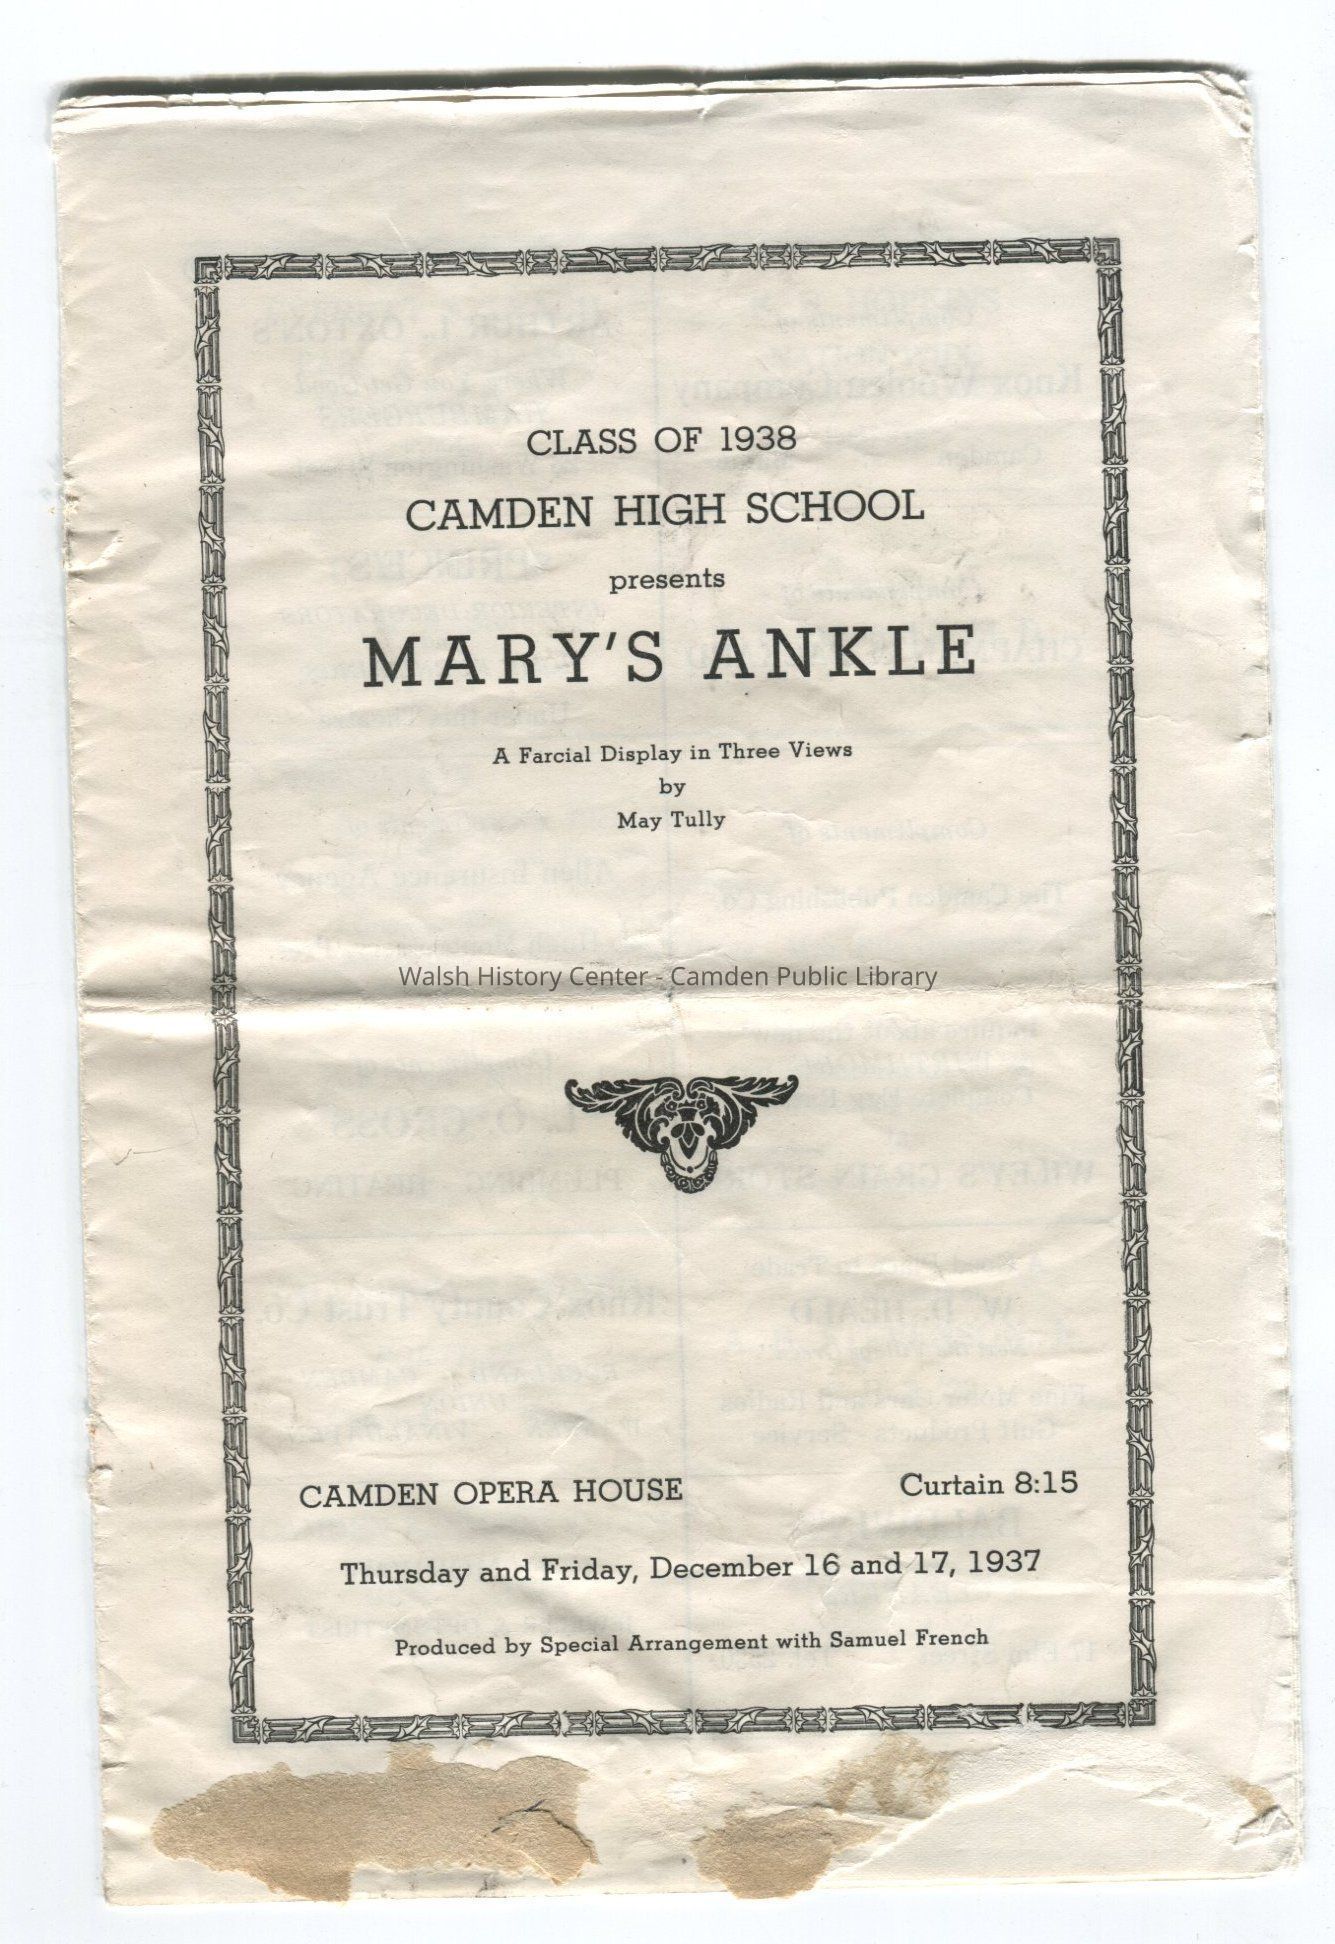 CLASS OF 1938
CAMDEN HIGH SCHOOL
presents
MARY'S ANKLE
A Farcial Display in Three Views
by
May Tully
Walsh History Center - Camden Public Library
CAMDEN OPERA HOUSE Curtain 8:15
Thursday and Friday, December 16 and 17, 1937
Produced by Special Arrangement with Samuel French